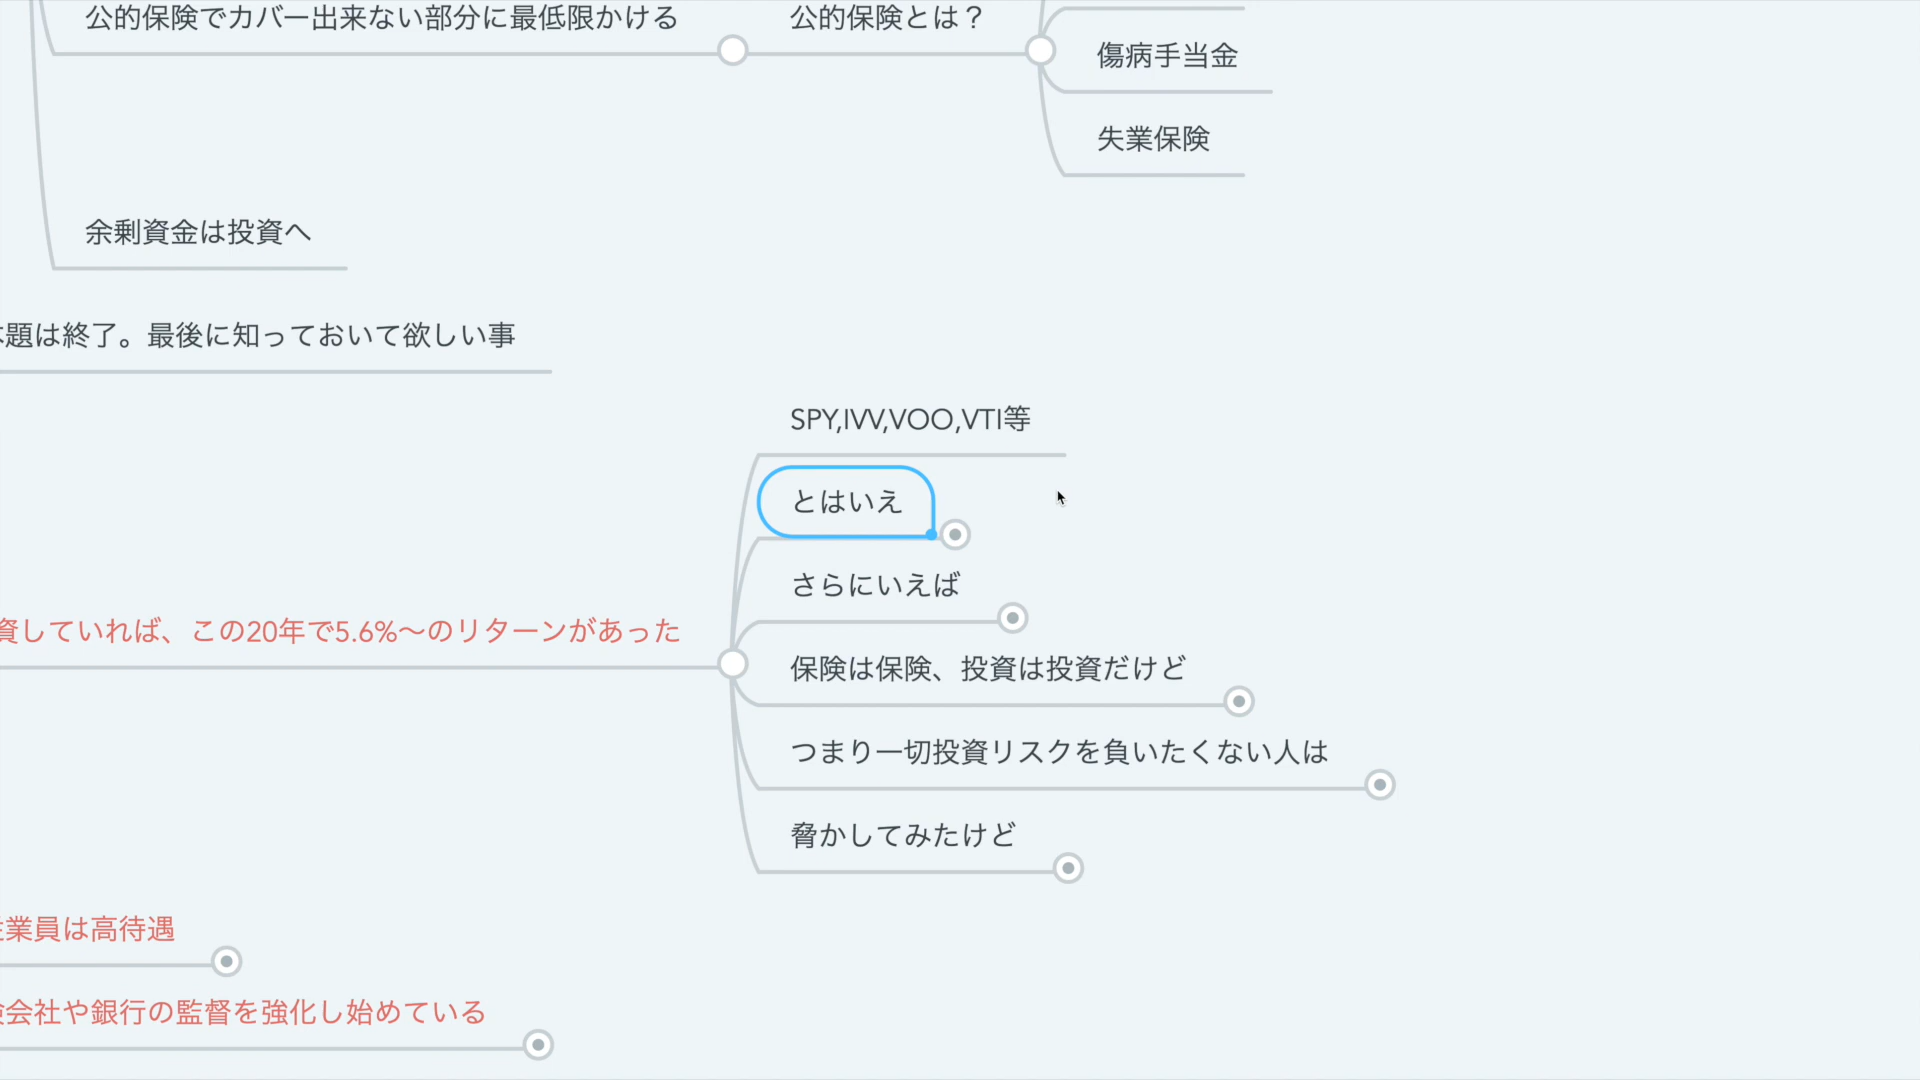 公的保険でカバー出来ない部分に最低限かける
公的保険とは？
傷病手当金
失業保険
余剰資金は投資へ
題は終了。最後に知っておいて欲しい事
SPY,IVV,VOO,VTI等
とはいえ
さらにいえば
資していれば、この20年で5.6%〜のリターンがあった
保険は保険、投資は投資だけど
つまり一切投資リスクを負いたくない人は
脅かしてみたけど
業員は高待遇
会社や銀行の監督を強化し始めている